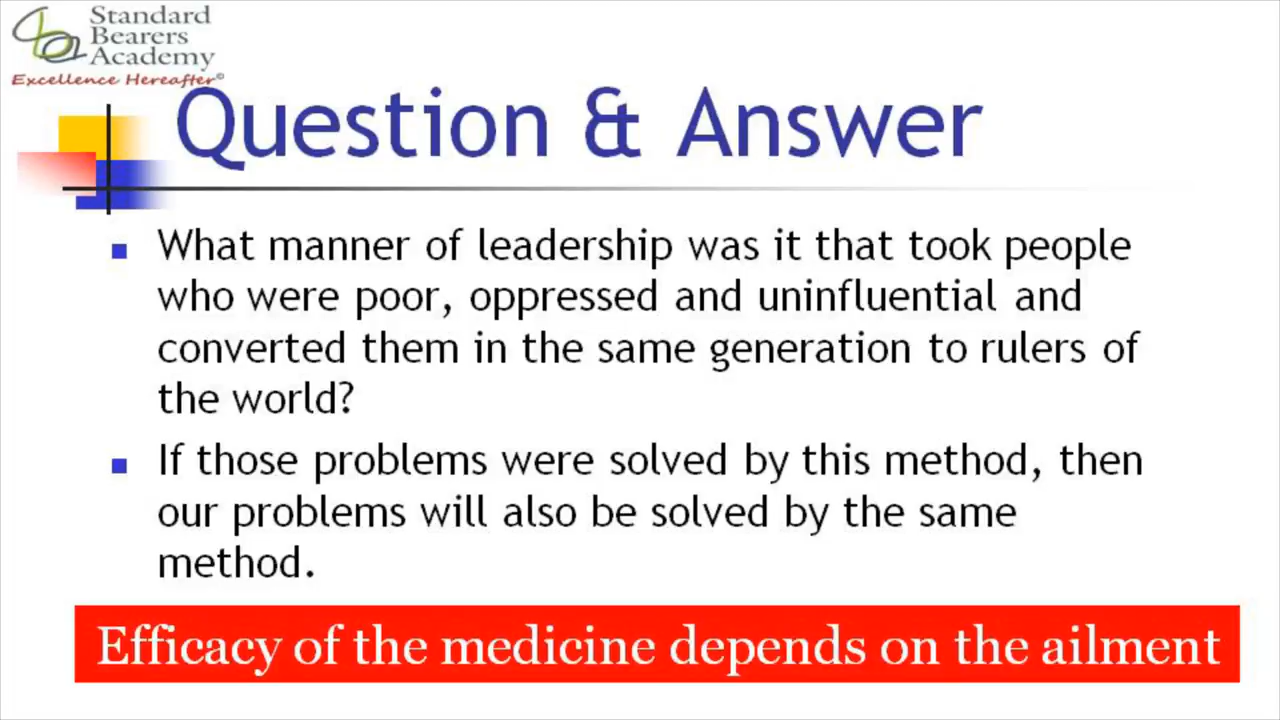 Standard
Bearers
Academy
Excellence Hereafter©
Question & Answer
What manner of leadership was it that took people
who were poor, oppressed and uninfluential and
converted them in the same generation to rulers of
the world?
If those problems were solved by this method, then
our problems will also be solved by the same
method.
Efficacy of the medicine depends on the ailment